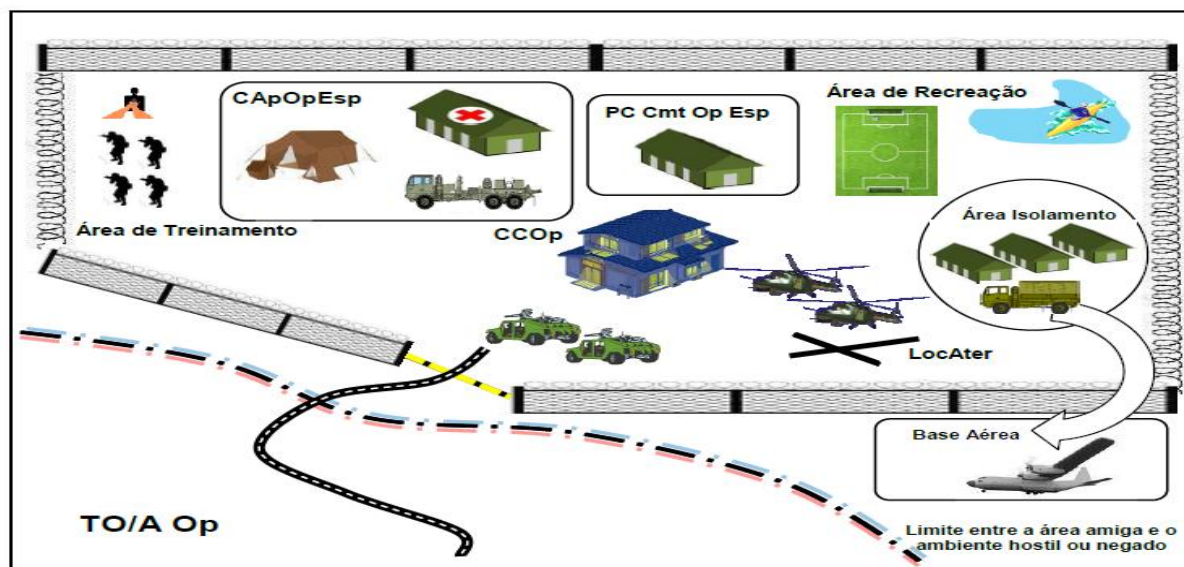 CApOpEsp
PC Cmt Op Esp
Área de Recreação
Área de Treinamento
CCOp
Área Isolamento
LocAter
Base Aérea
TO/A Op
Limite entre a área amiga e o
ambiente hostil ou negado